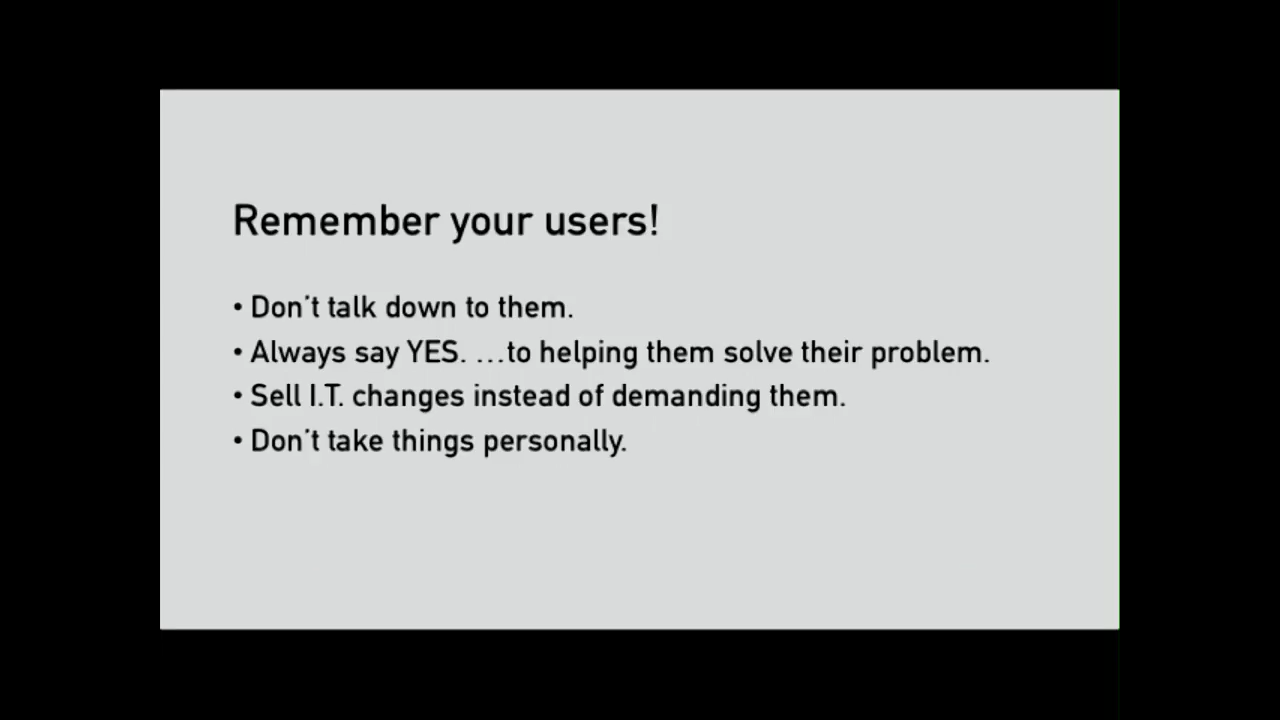 Remember your users!
• Don't talk down to them.
• Always say YES. ...to helping them solve their problem.
• Sell I.T. changes instead of demanding them.
• Don't take things personally.